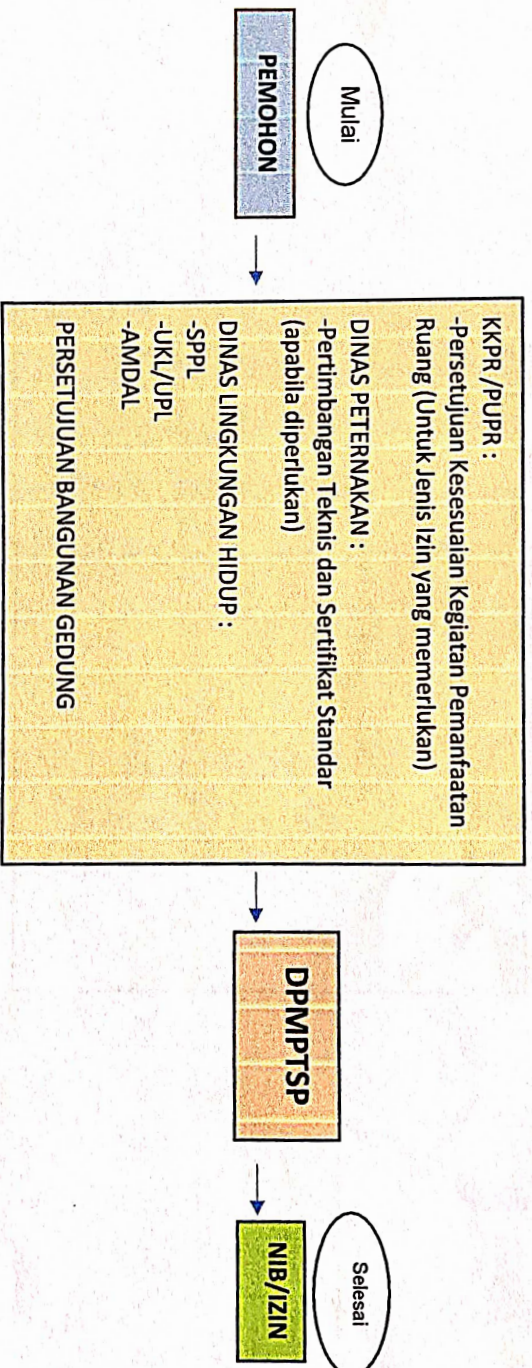 Mulai
PEMOHON
KKPR /PUPR :
-Persetujuan Kesesuaian Kegiatan Pemanfaatan
Ruang (Untuk Jenis Izin yang memerlukan)
DINAS PETERNAKAN :
-Pertimbangan Teknis dan Sertifikat Standar
(apabila diperlukan)
DINAS LINGKUNGAN HIDUP :
-SPPL
-UKL/UPL
-AMDAL
PERSETUJUAN BANGUNAN GEDUNG
DPMPTSP
Selesai
NIB/IZIN